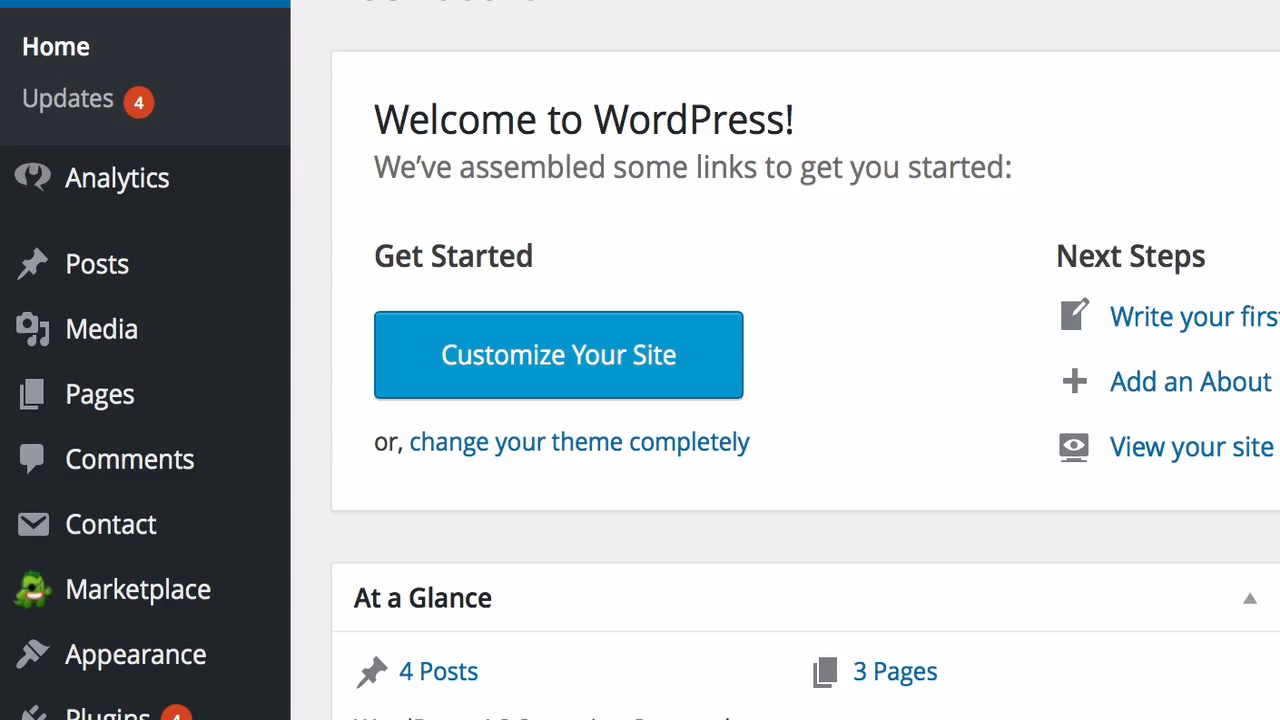 Home
Updates 4
Analytics
Posts
Media
Pages
Comments
Contact
Marketplace
Appearance
Plugins 4
Welcome to WordPress!
We’ve assembled some links to get you started:
Get Started
Customize Your Site
or, change your theme completely
Next Steps
Write your
Add an About
View your site
At a Glance
4 Posts
3 Pages